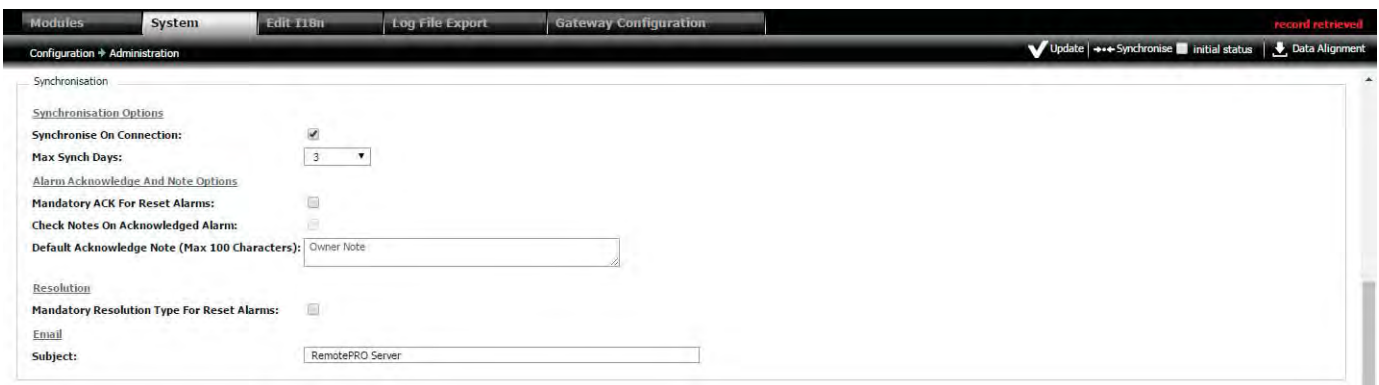 Modules System Edit I18n Log File Export Gateway Configuration record retrieved
Configuration Administration Update Synchronise initial status Data Alignment
Synchronisation
Synchronisation Options
Synchronise On Connection:
Max Synch Days: 3
Alarm Acknowledge And Note Options
Mandatory ACK For Reset Alarms:
Check Notes On Acknowledged Alarm:
Default Acknowledge Note (Max 100 Characters): Owner Note
Resolution
Mandatory Resolution Type For Reset Alarms:
Email
Subject: RemotePRO Server